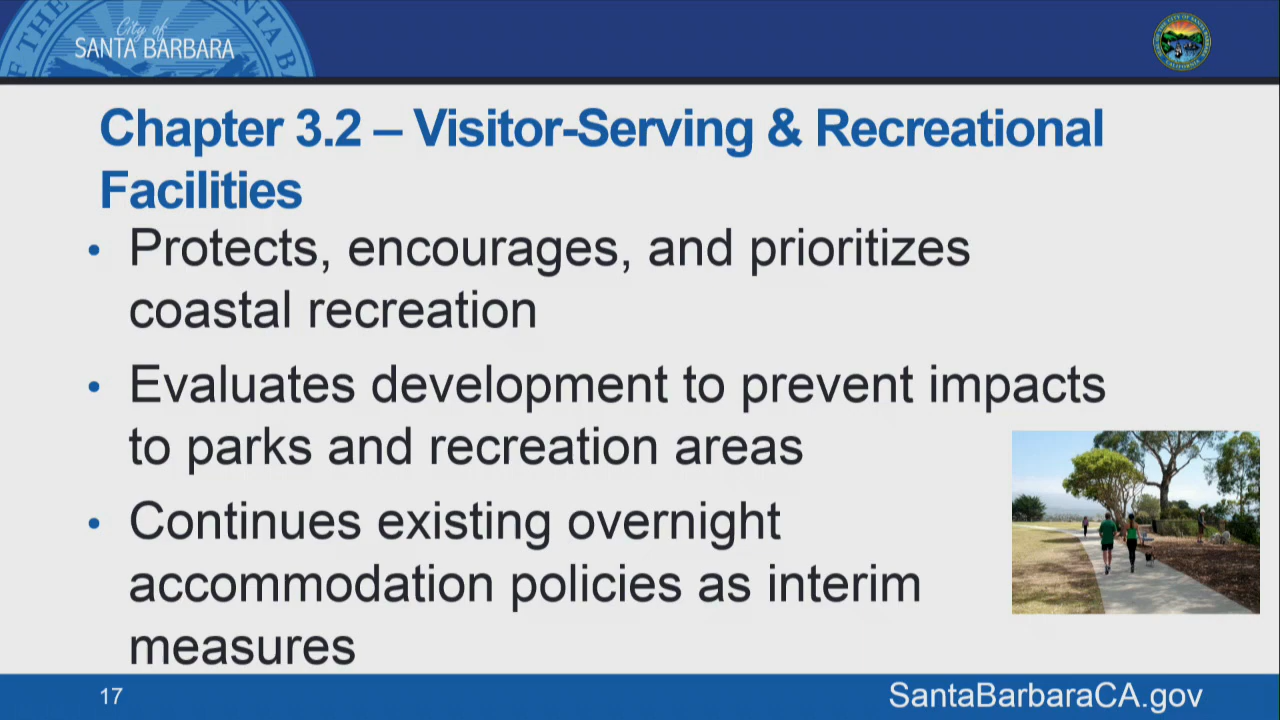 City of
SANTA BARBARA
Chapter 3.2 – Visitor-Serving & Recreational
Facilities
• Protects, encourages, and prioritizes
coastal recreation
• Evaluates development to prevent impacts
to parks and recreation areas
• Continues existing overnight
accommodation policies as interim
measures
17
SantaBarbaraCA.gov